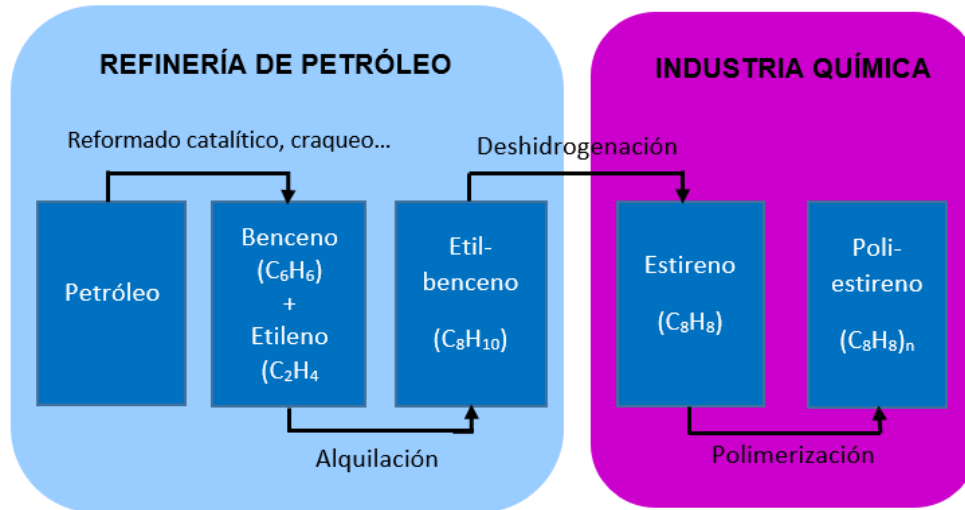 REFINERÍA DE PETRÓLEO
INDUSTRIA QUÍMICA
Reformado catalítico, craqueo...
Deshidrogenación
Petróleo
Benceno
(C₆H₆)
+
Etileno
(C₂H₄
Etil-
benceno
(C₈H₁₀)
Estireno
(C₈H₈)
Poli-
estireno
(C₈H₈)ₙ
Alquilación
Polimerización